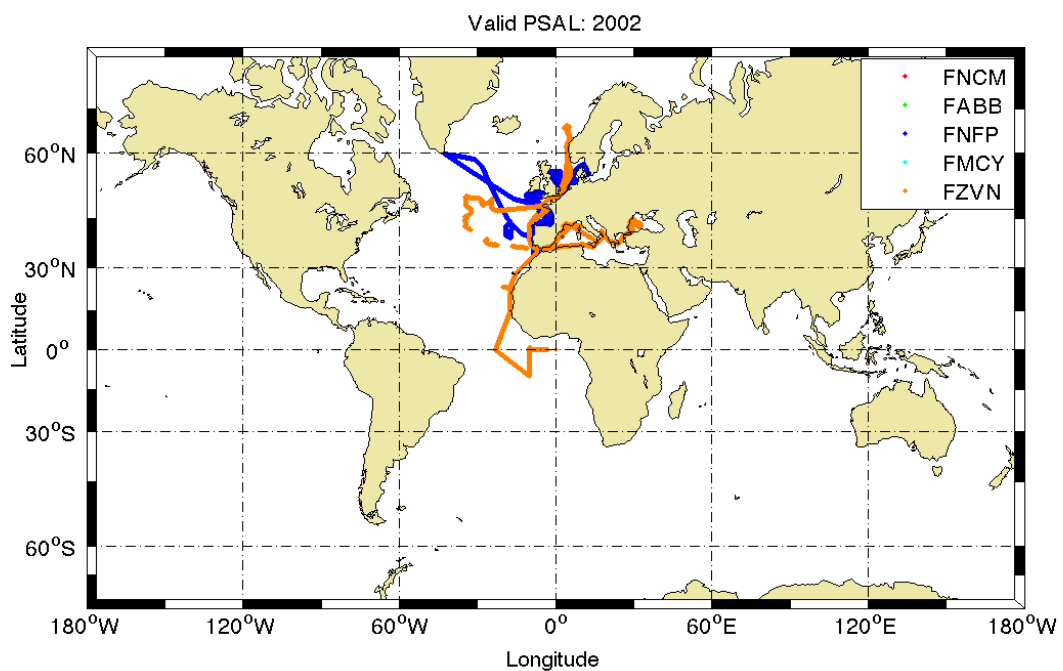 Valid PSAL: 2002
FNCM
FABB
FNFP
FMCY
FZVN
60°N
30°N
0°
30°S
60°S
Latitude
180°W
120°W
60°W
0°
60°E
120°E
180°W
Longitude